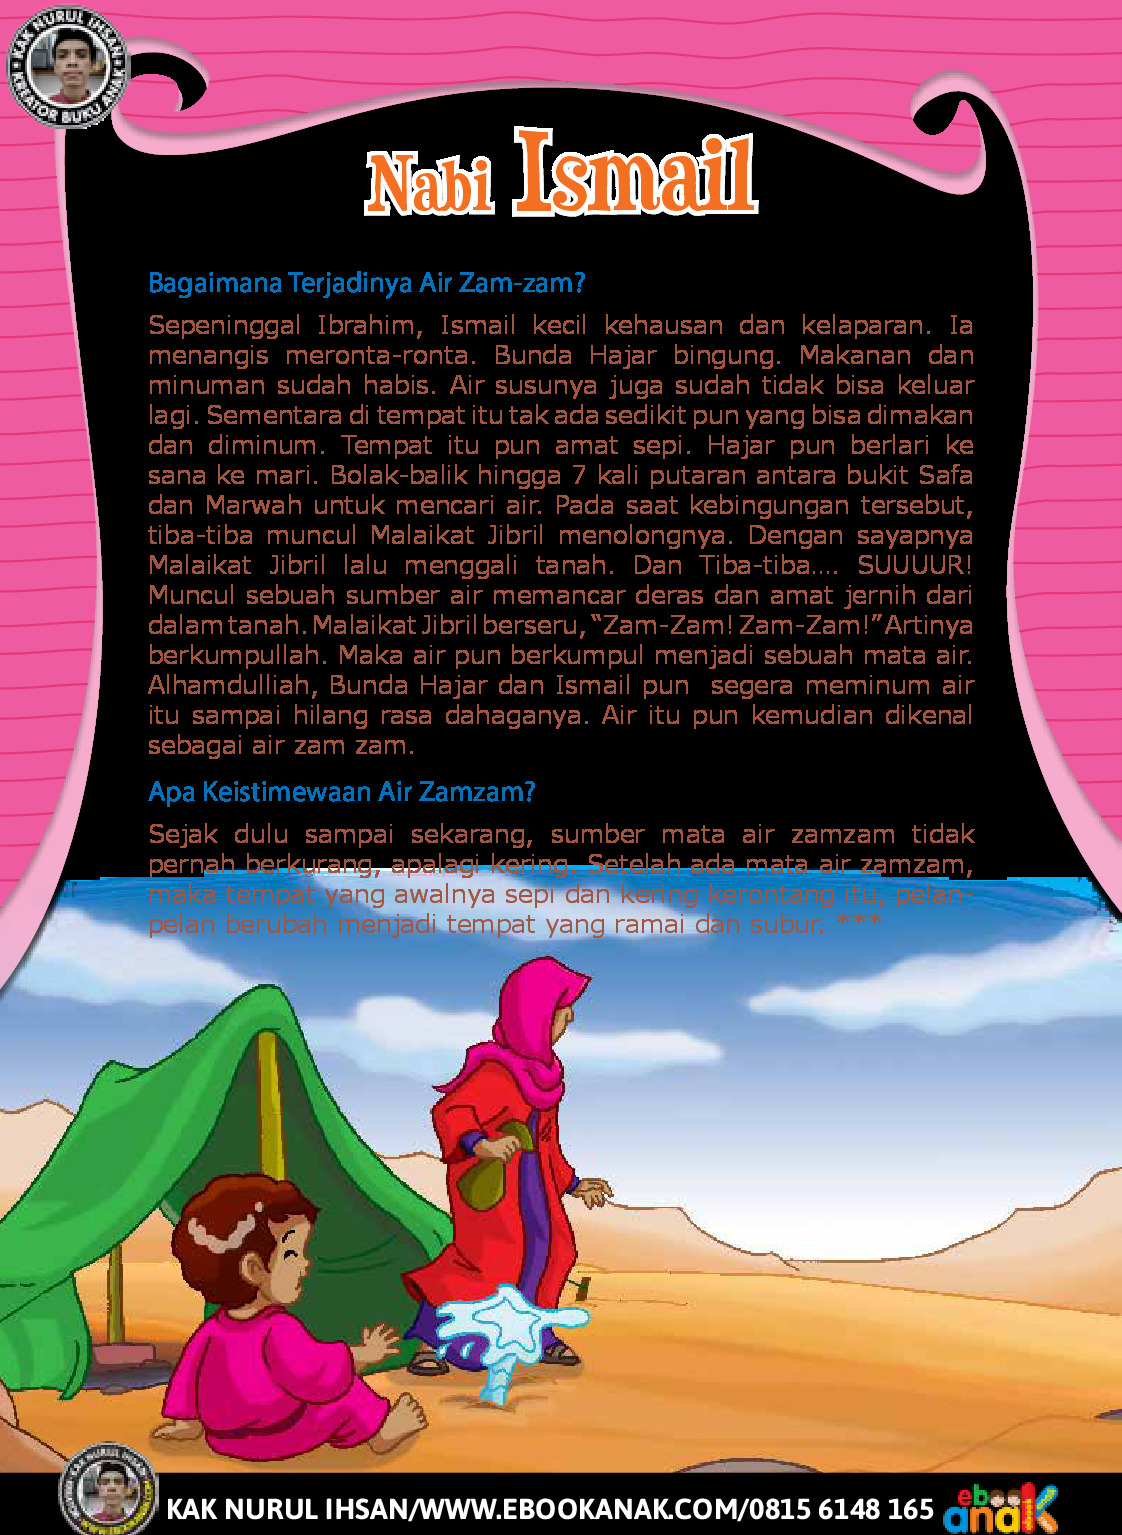 KAK NURUL IHSAN
KREATOR BUKU ANAK
Nabi Ismail
Bagaimana Terjadinya Air Zam-zam?
Sepeninggal Ibrahim, Ismail kecil kehausan dan kelaparan. Ia
menangis meronta-ronta. Bunda Hajar bingung. Makanan dan
minuman sudah habis. Air susunya juga sudah tidak bisa keluar
lagi. Sementara di tempat itu tak ada sedikit pun yang bisa dimakan
dan diminum. Tempat itu pun amat sepi. Hajar pun berlari ke
sana ke mari. Bolak-balik hingga 7 kali putaran antara bukit Safa
dan Marwah untuk mencari air. Pada saat kebingungan tersebut,
tiba-tiba muncul Malaikat Jibril menolongnya. Dengan sayapnya
Malaikat Jibril lalu menggali tanah. Dan Tiba-tiba.... SUUUUR!
Muncul sebuah sumber air memancar deras dan amat jernih dari
dalam tanah. Malaikat Jibril berseru, “Zam-Zam! Zam-Zam!” Artinya
berkumpullah. Maka air pun berkumpul menjadi sebuah mata air.
Alhamdulliah, Bunda Hajar dan Ismail pun segera meminum air
itu sampai hilang rasa dahaganya. Air itu pun kemudian dikenal
sebagai air zam zam.
Apa Keistimewaan Air Zamzam?
Sejak dulu sampai sekarang, sumber mata air zamzam tidak
pernah berkurang, apalagi kering. Setelah ada mata air zamzam,
maka tempat yang awalnya sepi dan kering kerontang itu, pelan-
pelan berubah menjadi tempat yang ramai dan subur. ***
KAK NURUL IHSAN/WWW.EBOOKANAK.COM/0815 6148 165
ebook
anak